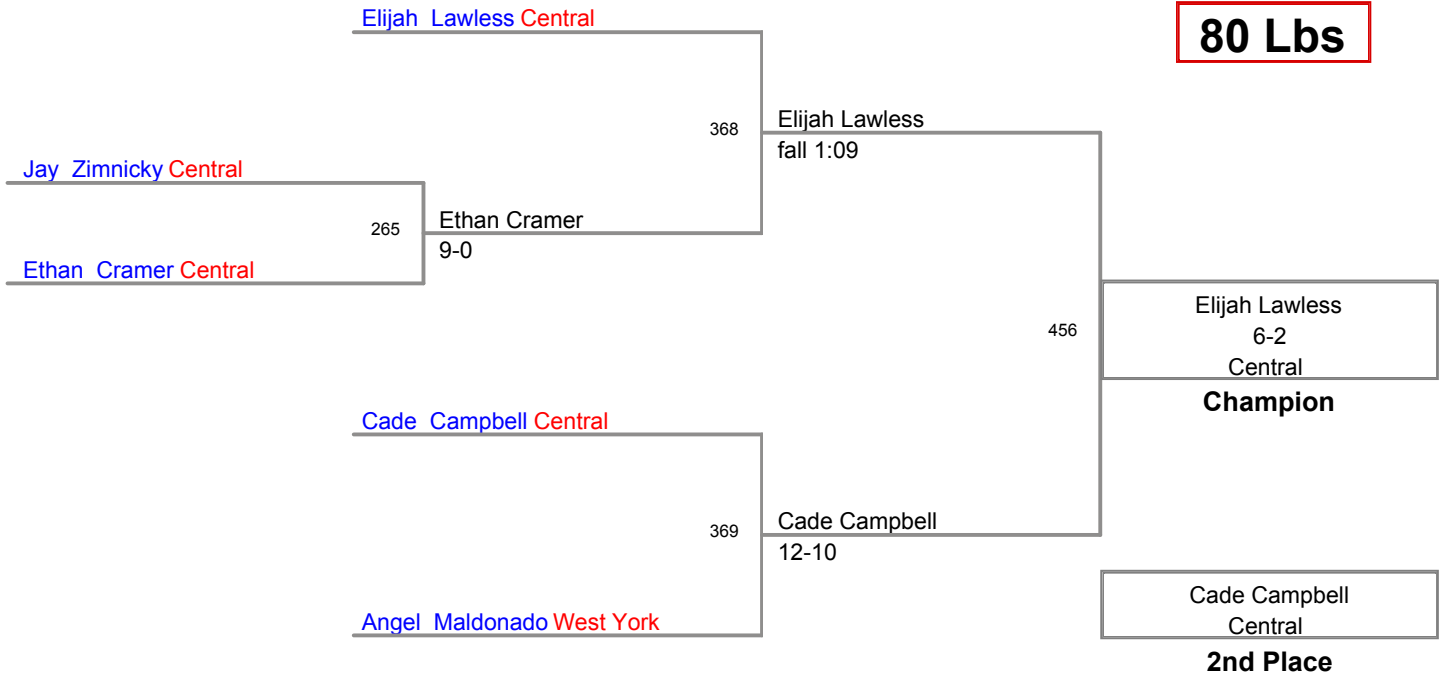 Elijah Lawless Central
80 Lbs
368
Elijah Lawless
fall 1:09
Jay Zimnicky Central
265
Ethan Cramer
9-0
Ethan Cramer Central
456
Elijah Lawless
6-2
Central
Champion
Cade Campbell Central
369
Cade Campbell
12-10
Angel Maldonado West York
Cade Campbell
Central
2nd Place